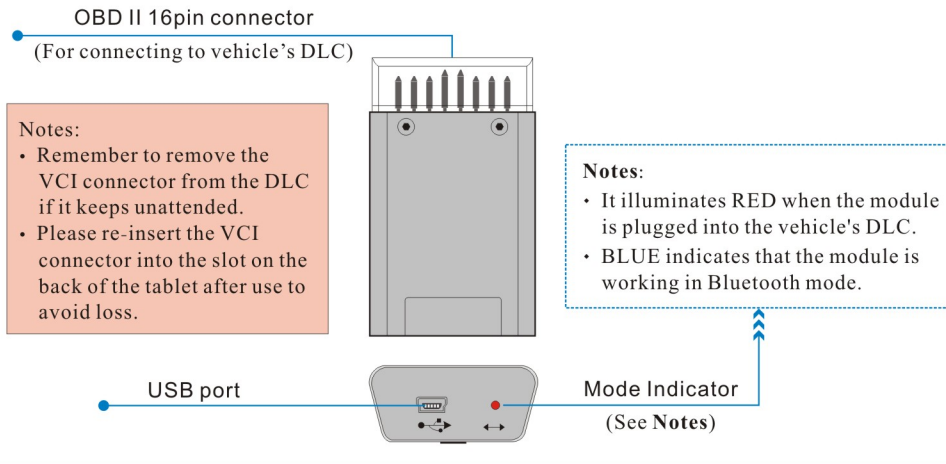 OBD II 16pin connector
(For connecting to vehicle's DLC)
Notes:
• Remember to remove the
VCI connector from the DLC
if it keeps unattended.
• Please re-insert the VCI
connector into the slot on the
back of the tablet after use to
avoid loss.
Notes:
• It illuminates RED when the module
is plugged into the vehicle's DLC.
• BLUE indicates that the module is
working in Bluetooth mode.
USB port
Mode Indicator
(See Notes)